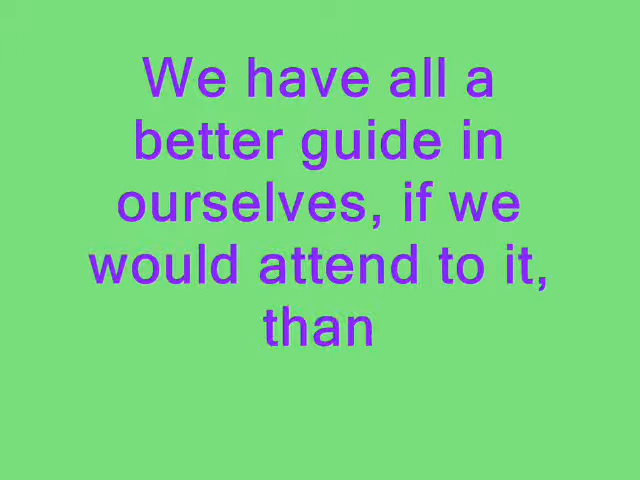 We have all a
better guide in
ourselves, if we
would attend to it,
than